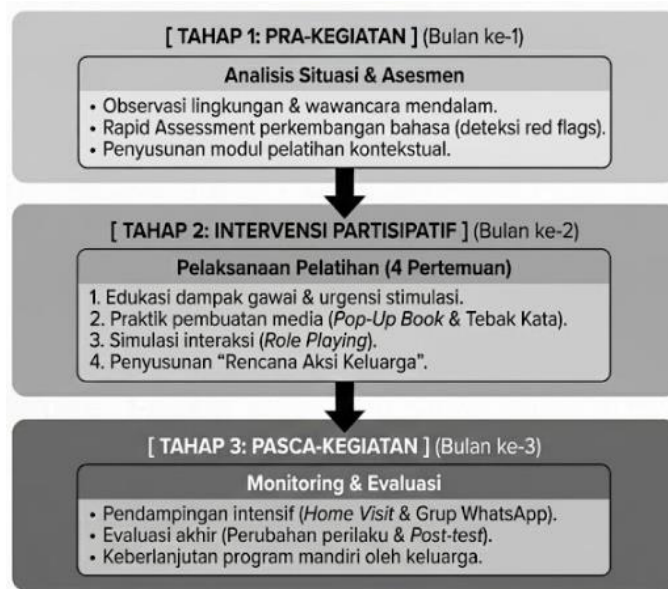 [ TAHAP 1: PRA-KEGIATAN ] (Bulan ke-1)
Analisis Situasi & Asesmen
• Observasi lingkungan & wawancara mendalam.
• Rapid Assessment perkembangan bahasa (deteksi red flags).
• Penyusunan modul pelatihan kontekstual.
[ TAHAP 2: INTERVENSI PARTISIPATIF ] (Bulan ke-2)
Pelaksanaan Pelatihan (4 Pertemuan)
1. Edukasi dampak gawai & urgensi stimulasi.
2. Praktik pembuatan media (Pop-Up Book & Tebak Kata).
3. Simulasi interaksi (Role Playing).
4. Penyusunan “Rencana Aksi Keluarga”.
[ TAHAP 3: PASCA-KEGIATAN ] (Bulan ke-3)
Monitoring & Evaluasi
• Pendampingan intensif (Home Visit & Grup WhatsApp).
• Evaluasi akhir (Perubahan perilaku & Post-test).
• Keberlanjutan program mandiri oleh keluarga.